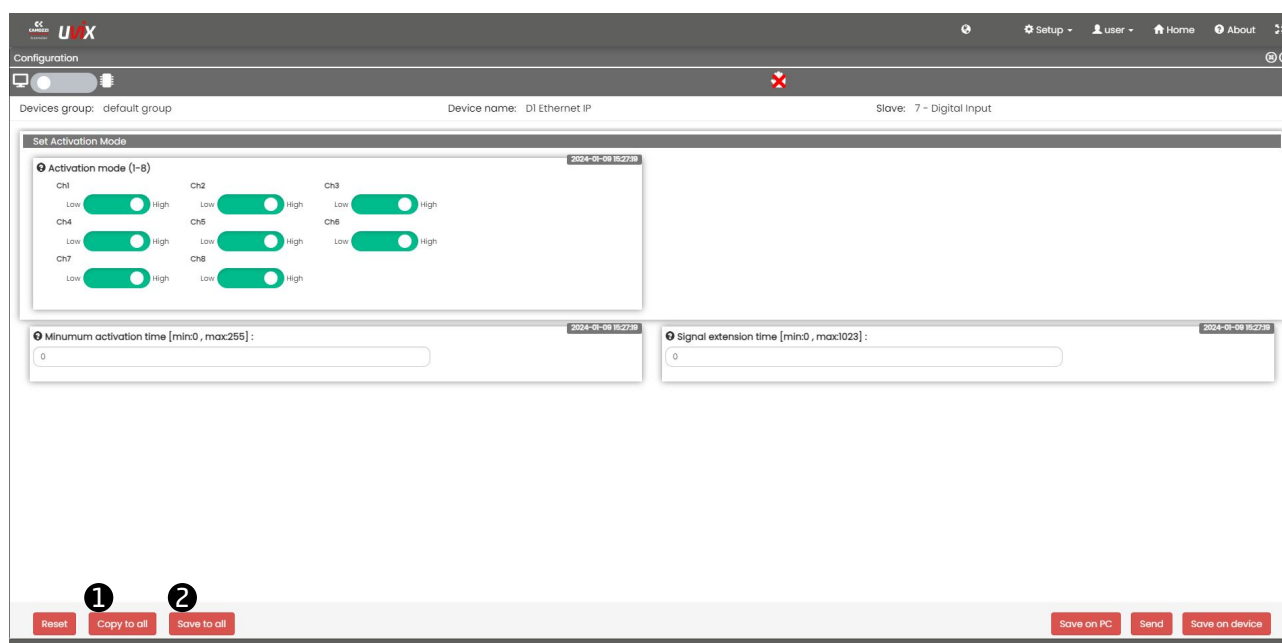 CAMOZZI UVIX Setup user Home About
Configuration
Devices group: default group Device name: D1 Ethernet IP Slave: 7 - Digital Input
Set Activation Mode
2024-01-09 15:27:19
Activation mode (1-8)
Ch1 Ch2 Ch3
Low High Low High Low High
Ch4 Ch5 Ch6
Low High Low High Low High
Ch7 Ch8
Low High Low High
2024-01-09 15:27:19 2024-01-09 15:27:19
Minumum activation time [min:0 , max:255] : Signal extension time [min:0 , max:1023] :
0 0
1 2
Reset Copy to all Save to all Save on PC Send Save on device